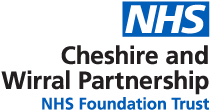 NHS
Cheshire and
Wirral Partnership
NHS Foundation Trust